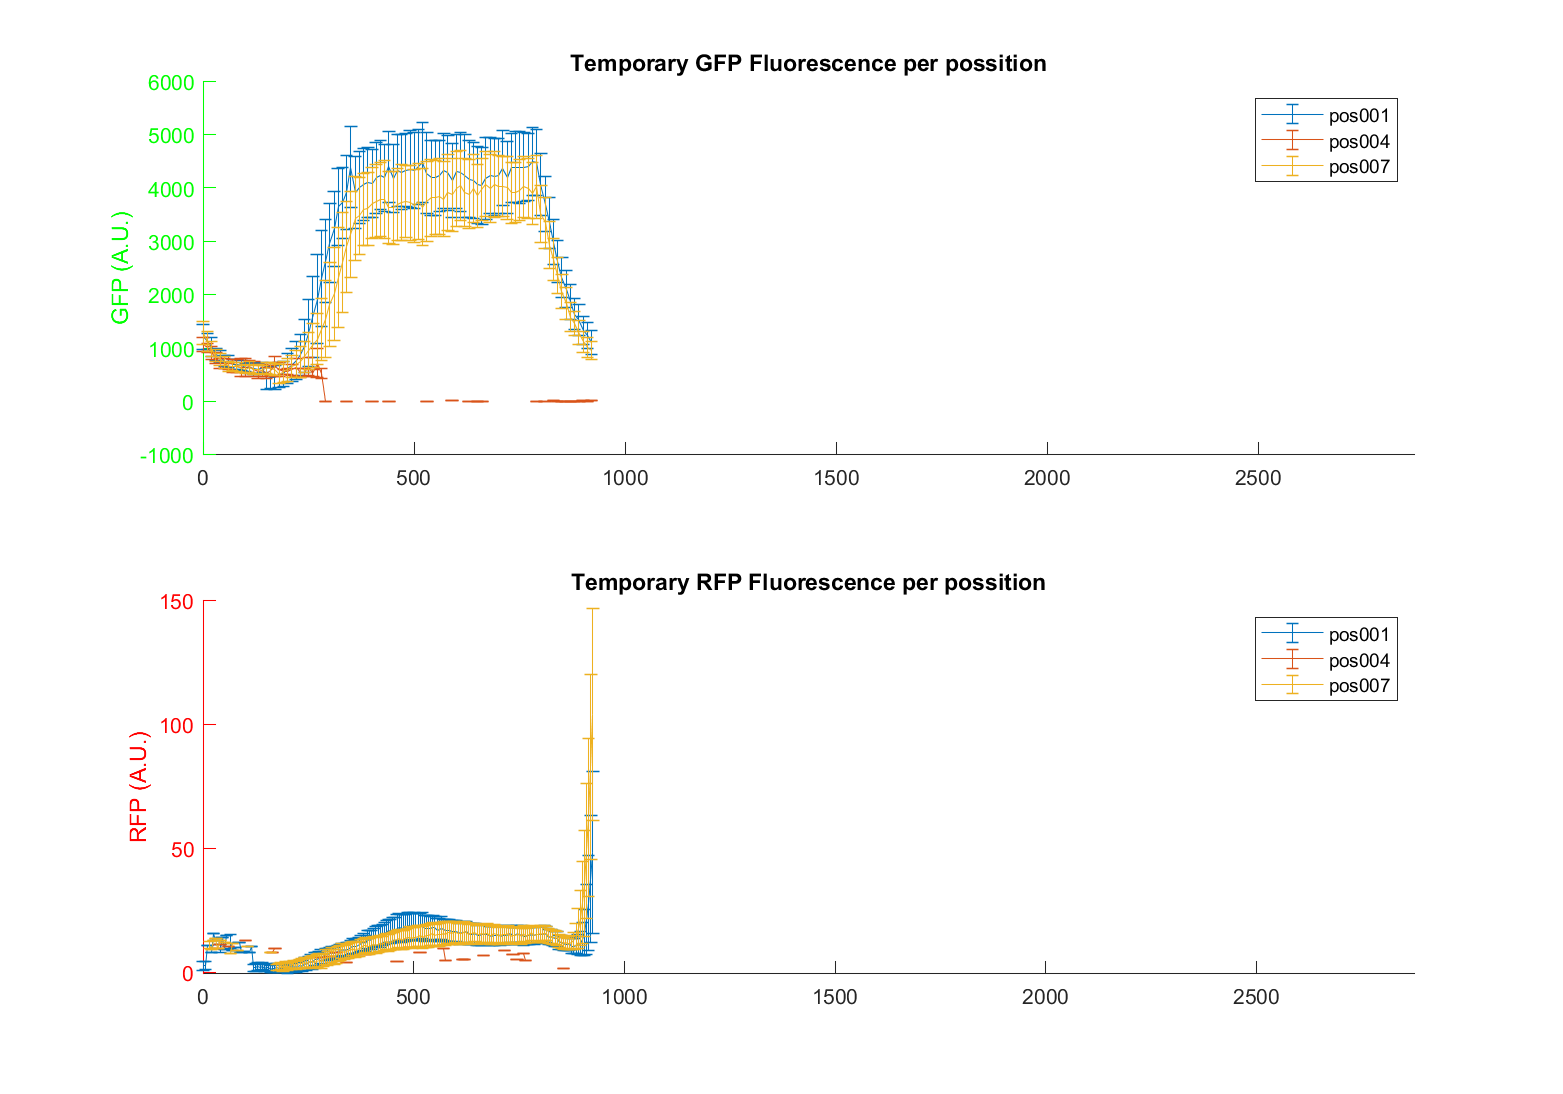 Temporary GFP Fluorescence per possition
6000
5000
4000
3000
2000
1000
0
-1000
GFP (A.U.)
0 500 1000 1500 2000 2500
pos001
pos004
pos007
Temporary RFP Fluorescence per possition
150
100
50
0
RFP (A.U.)
0 500 1000 1500 2000 2500
pos001
pos004
pos007